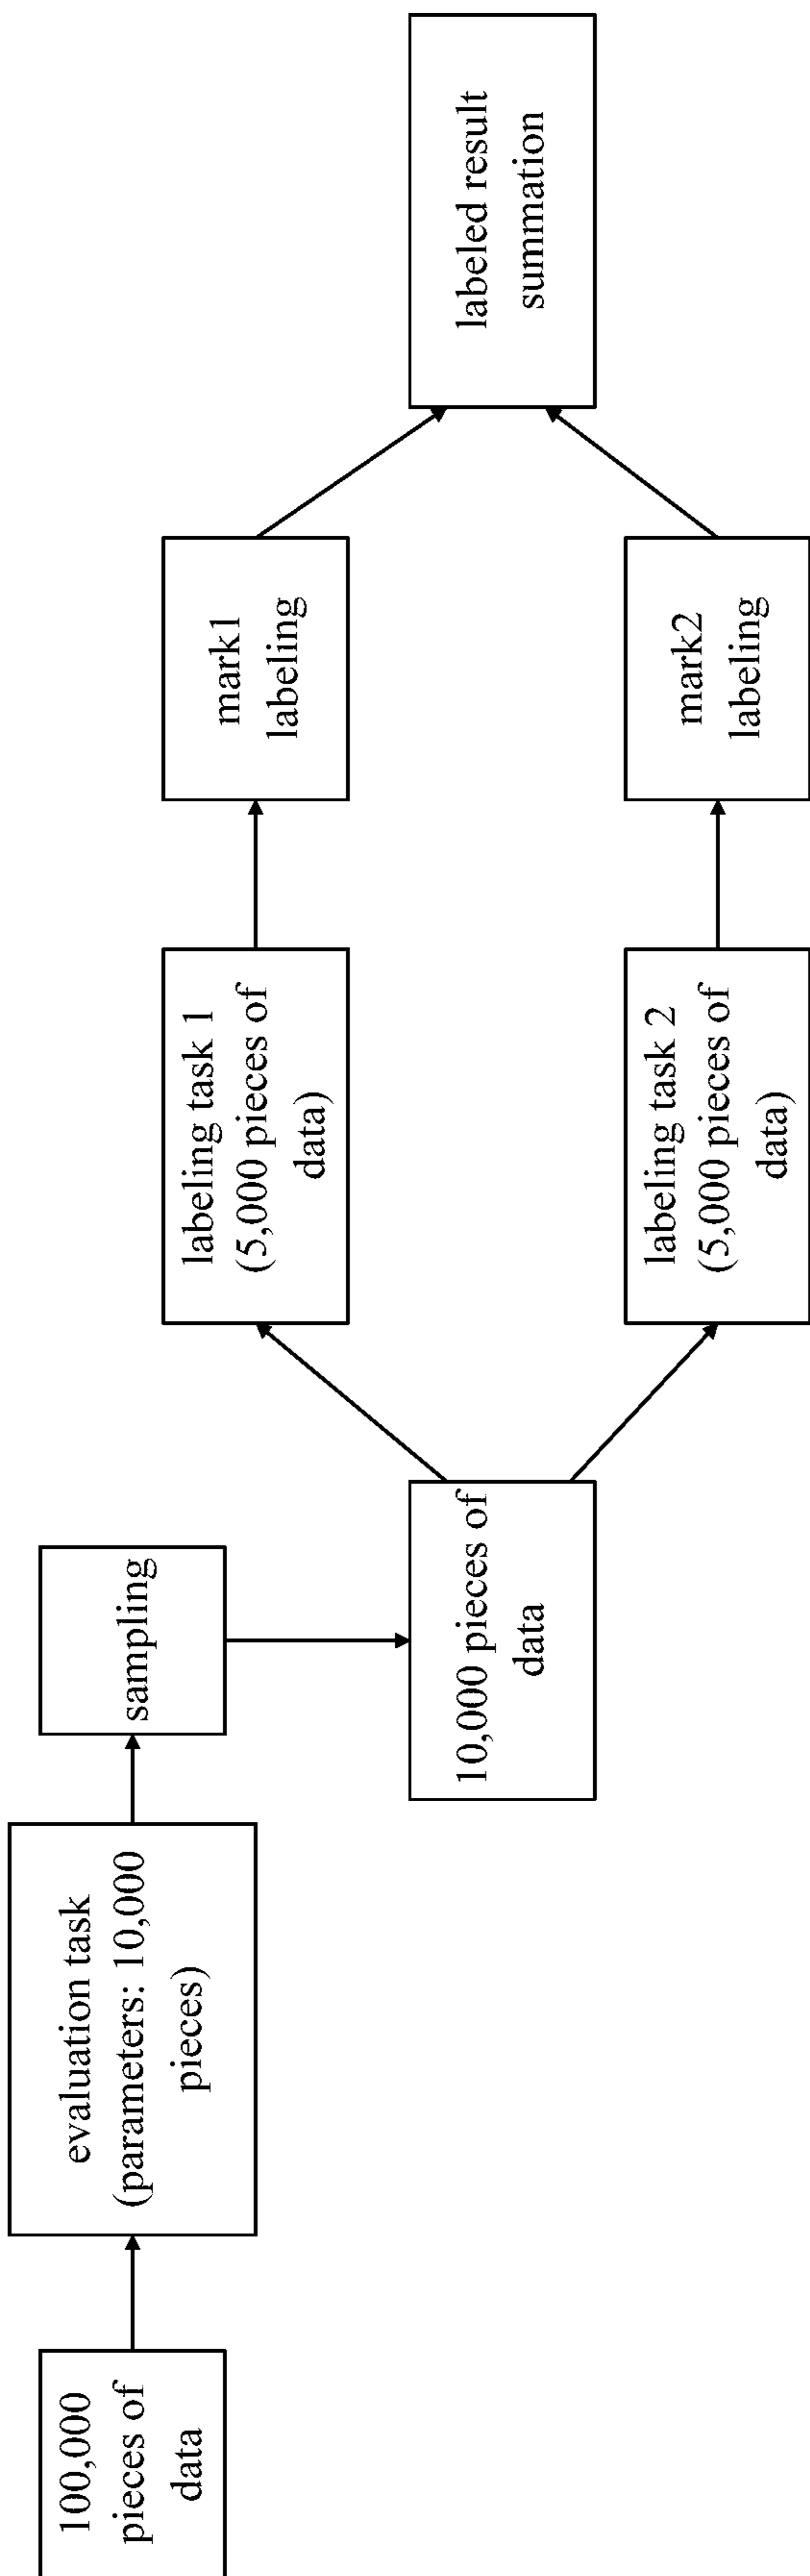 100,000
pieces of
data
evaluation task
(parameters: 10,000
pieces)
sampling
10,000 pieces of
data
labeling task 1
(5,000 pieces of
data)
mark1
labeling
labeling task 2
(5,000 pieces of
data)
mark2
labeling
labeled result
summation